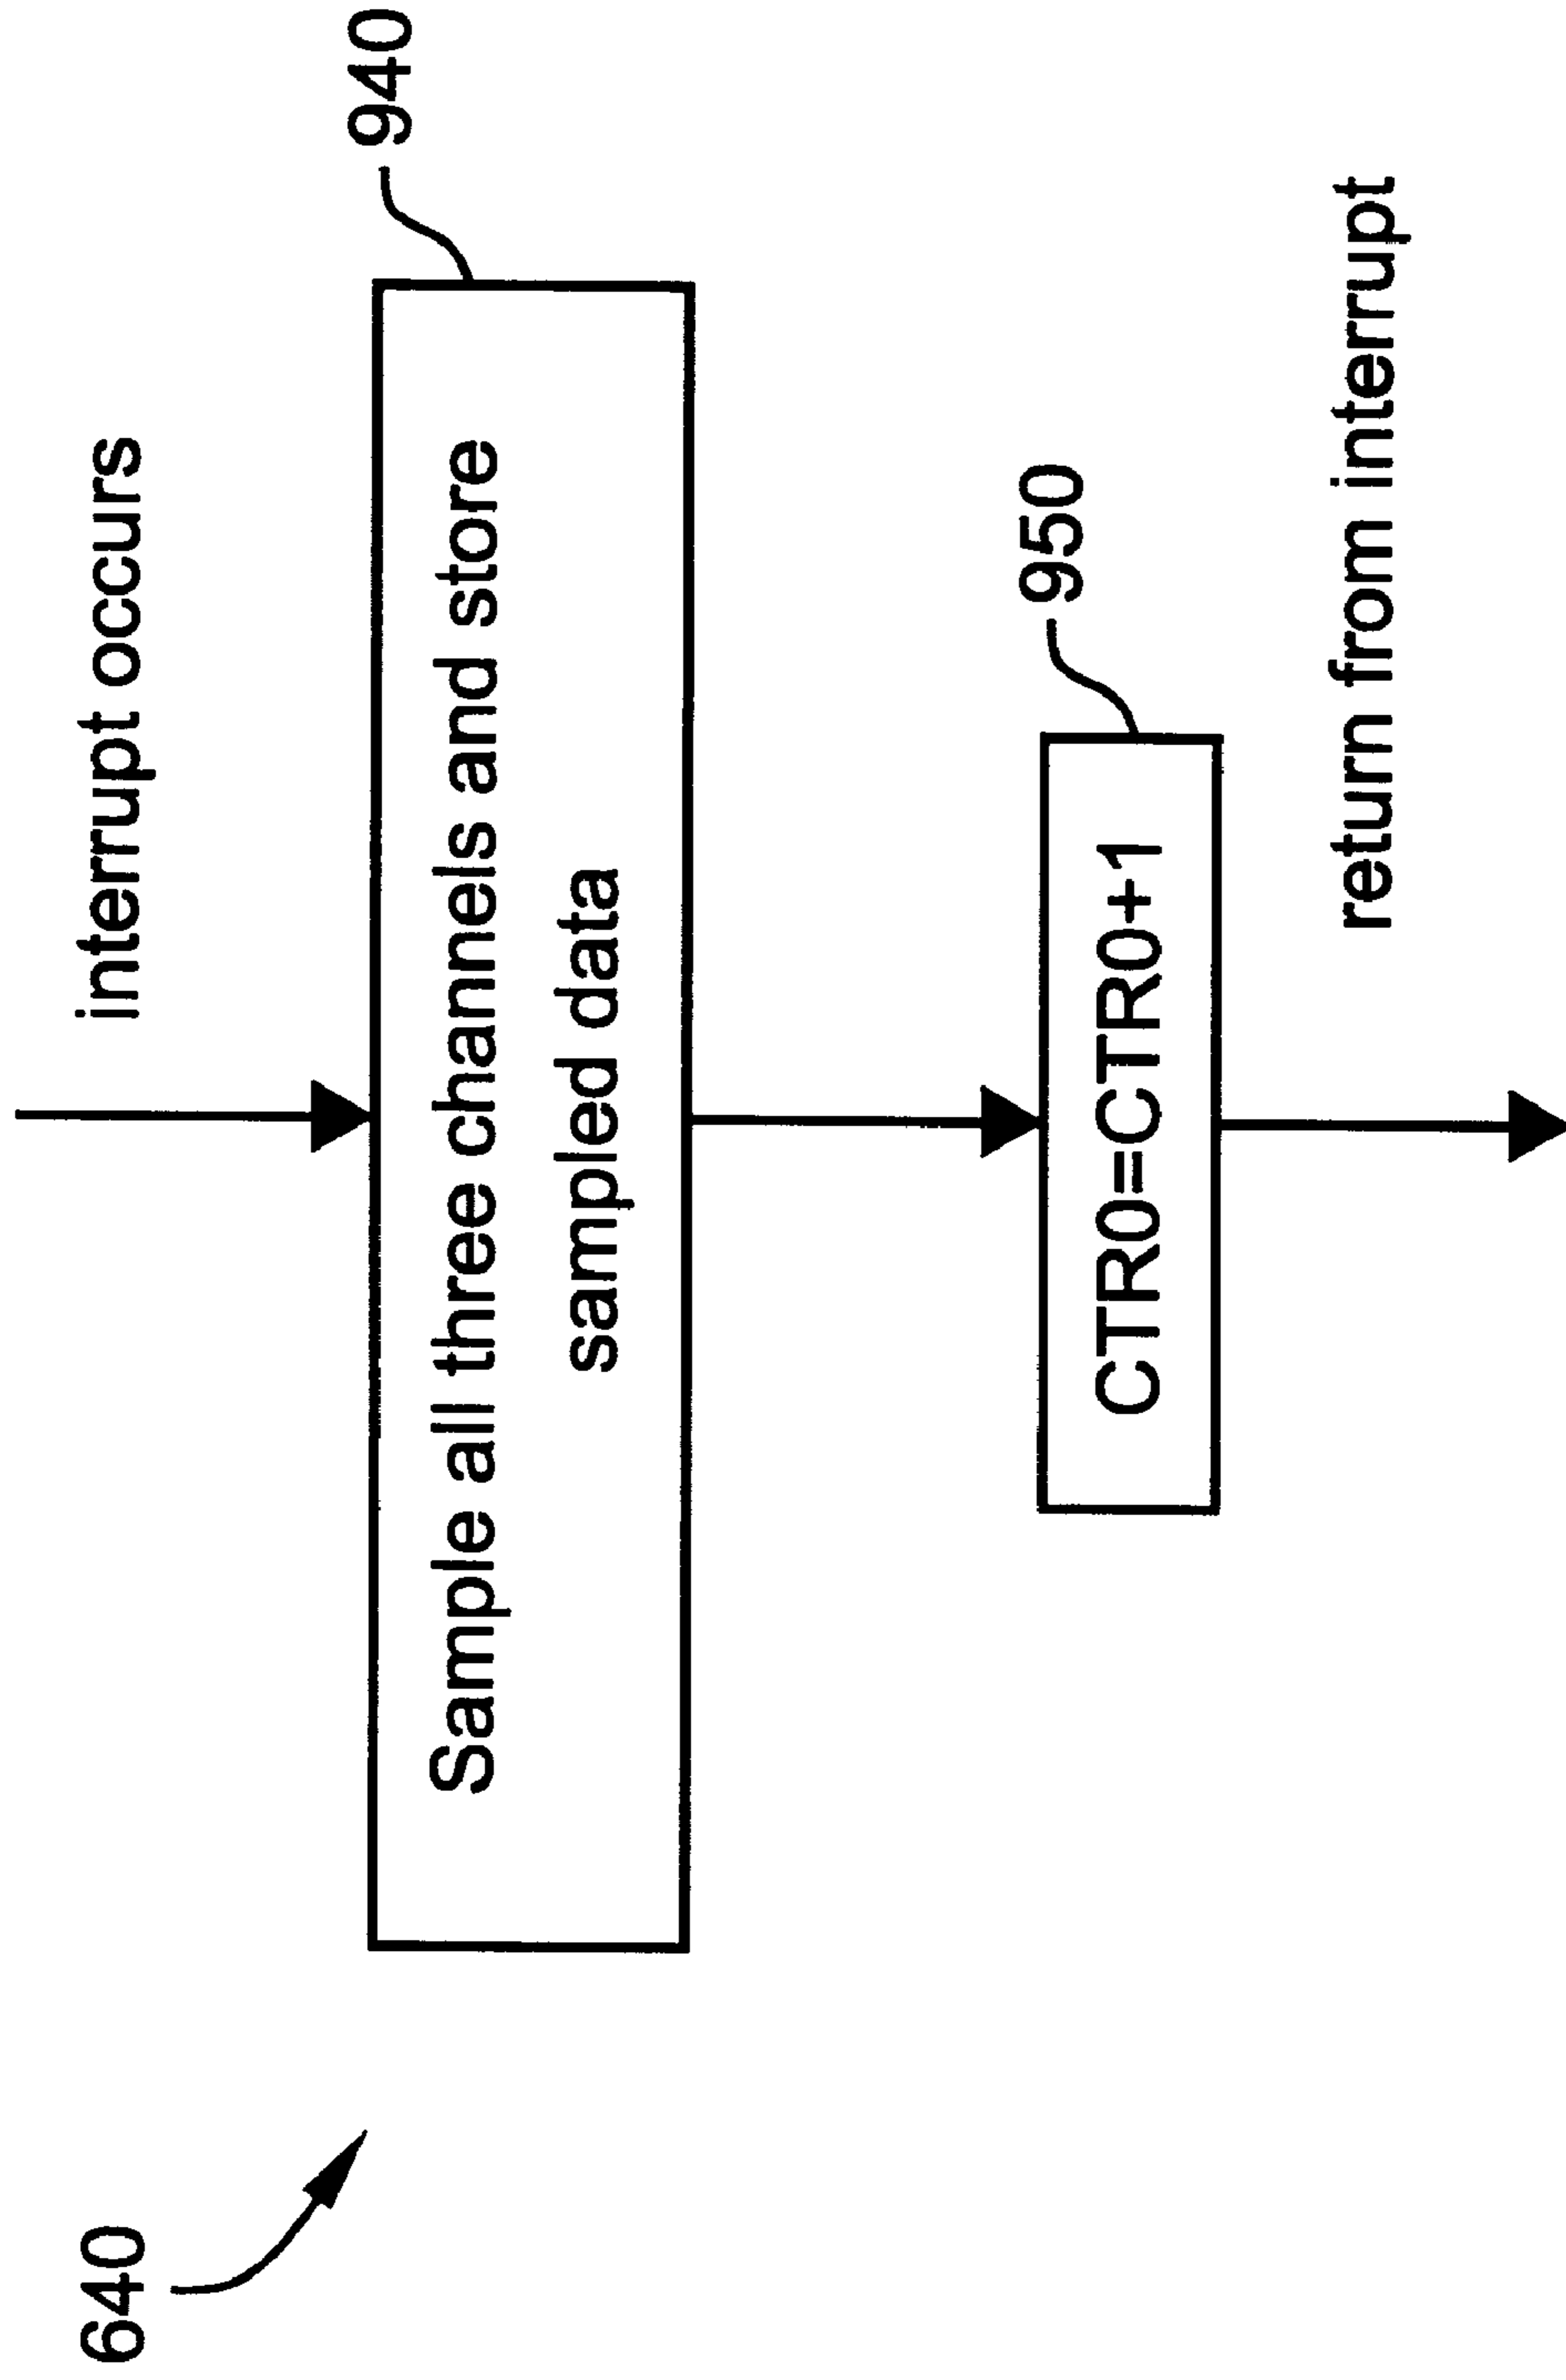 640
interrupt occurs
940
Sample all three channels and store
sampled data
950
CTR0=CTR0+1
return from interrupt